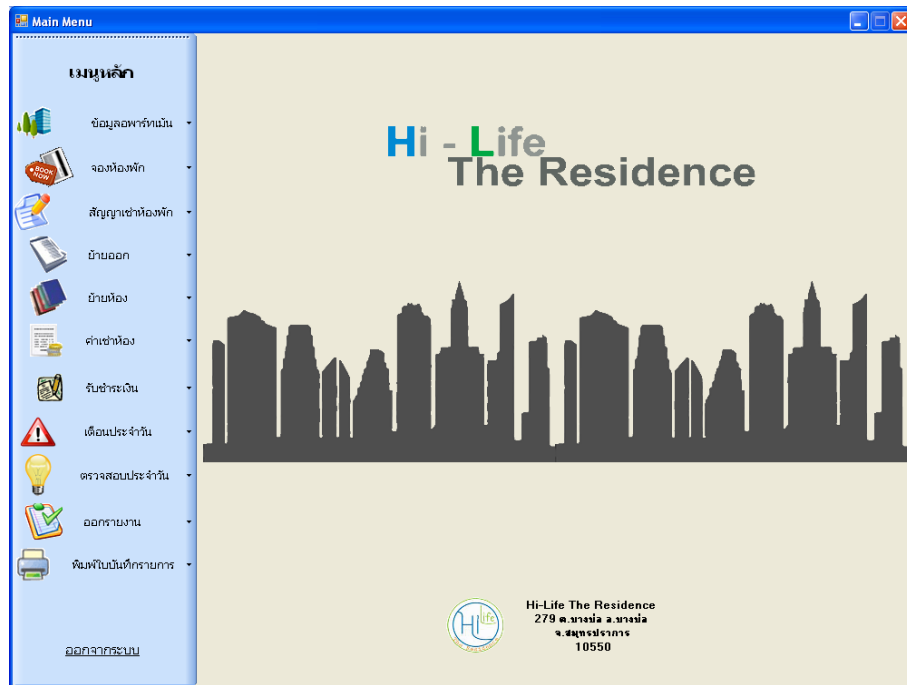 Main Menu
เมนูหลัก
ข้อมูลอพาร์ทเม้น
BOOK
NOW
จองห้องพัก
สัญญาเช่าห้องพัก
ย้ายออก
ย้ายห้อง
ค่าเช่าห้อง
รับชำระเงิน
เตือนประจำวัน
ตรวจสอบประจำวัน
ออกรายงาน
พิมพ์ใบบันทึกรายการ
ออกจากระบบ
Hi - Life
The Residence
Hi Life
Hi-Life The Residence
279 ต.บางบ่อ อ.บางบ่อ
จ.สมุทรปราการ
10550